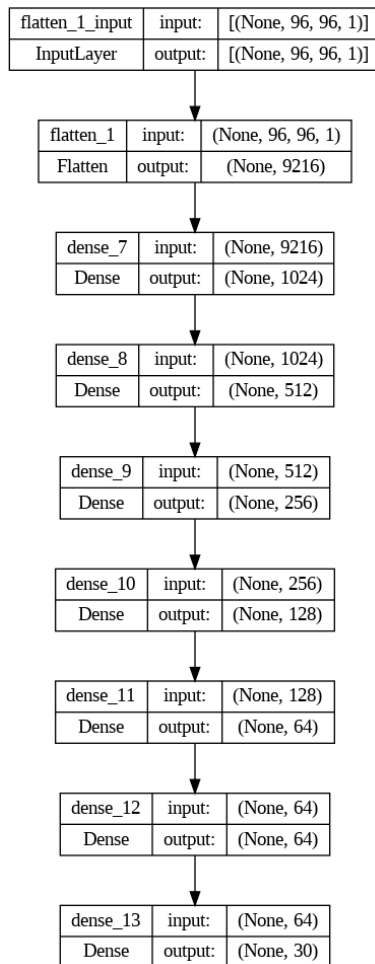 flatten_1_input input: [(None, 96, 96, 1)]
InputLayer output: [(None, 96, 96, 1)]
flatten_1 input: (None, 96, 96, 1)
Flatten output: (None, 9216)
dense_7 input: (None, 9216)
Dense output: (None, 1024)
dense_8 input: (None, 1024)
Dense output: (None, 512)
dense_9 input: (None, 512)
Dense output: (None, 256)
dense_10 input: (None, 256)
Dense output: (None, 128)
dense_11 input: (None, 128)
Dense output: (None, 64)
dense_12 input: (None, 64)
Dense output: (None, 64)
dense_13 input: (None, 64)
Dense output: (None, 30)